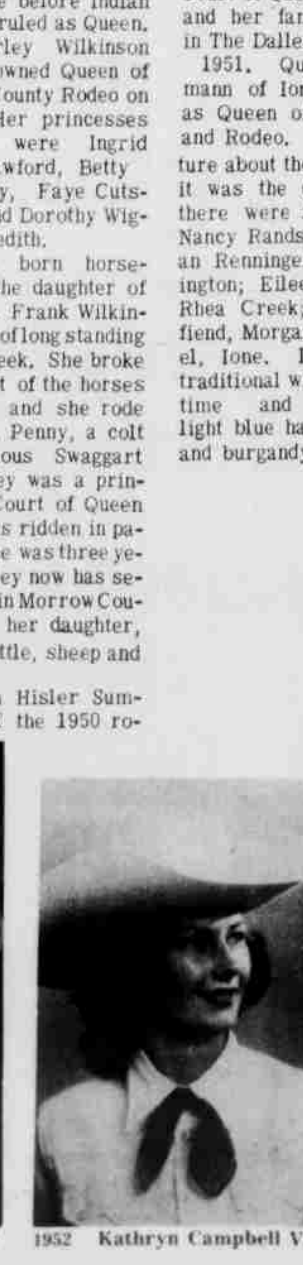 before Indian
ruled as Queen.
rley Wilkinson
owned Queen of
ounty Rodeo on
Her princesses
were Ingrid
wford, Betty
y, Faye Cuts-
d Dorothy Wig-
edith.
born horse-
he daughter of
Frank Wilkin-
of long standing
eek. She broke
t of the horses
and she rode
Penny, a colt
ous Swaggart
ey was a prin-
Court of Queen
s ridden in pa-
e was three ye-
ey now has se-
in Morrow Cou-
her daughter,
ttle, sheep and
Hisler Sum-
the 1950 ro-
and her far
in The Dalle
1951. Qu
mann of Ion
as Queen o
and Rodeo.
ture about the
it was the
there were
Nancy Rands
an Renninge
ington; Eilee
Rhea Creek;
fiend, Morga
el, Ione.
traditional w
time and
light blue ha
and burgandy
1952 Kathryn Campbell V